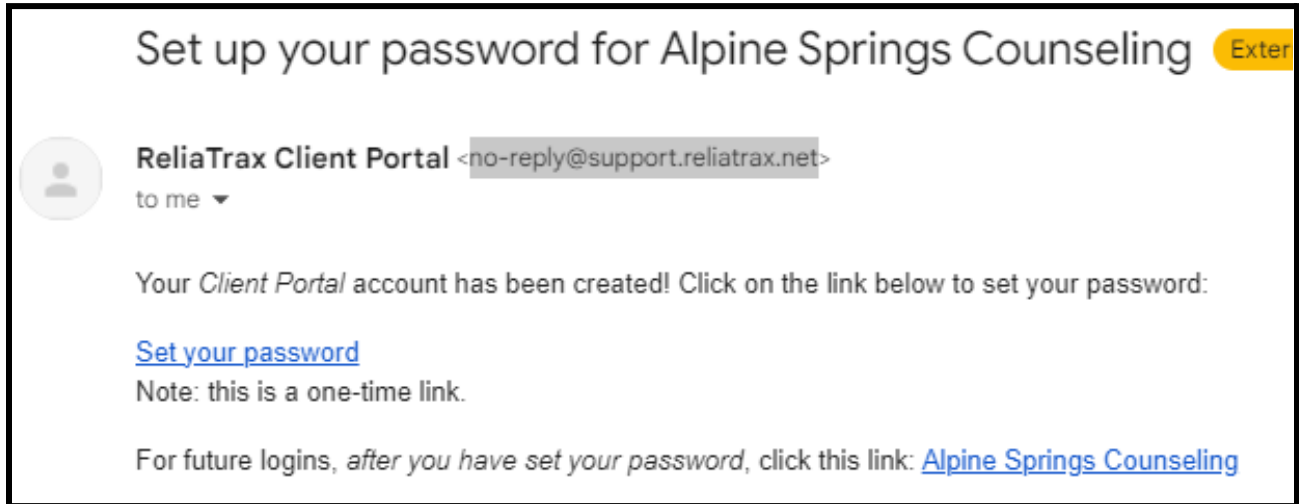 Set up your password for Alpine Springs Counseling Exter
ReliaTrax Client Portal <no-reply@support.reliatrax.net>
to me
Your Client Portal account has been created! Click on the link below to set your password:
Set your password
Note: this is a one-time link.
For future logins, after you have set your password, click this link: Alpine Springs Counseling